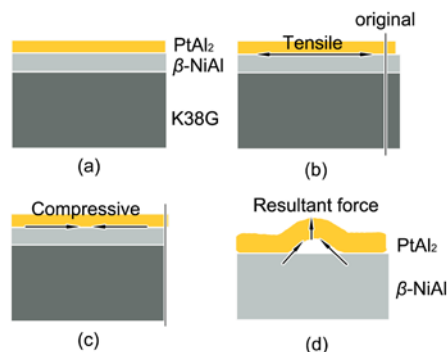 original
PtAl₂
β-NiAl
K38G
(a)
Tensile
(b)
Compressive
(c)
Resultant force
PtAl₂
β-NiAl
(d)